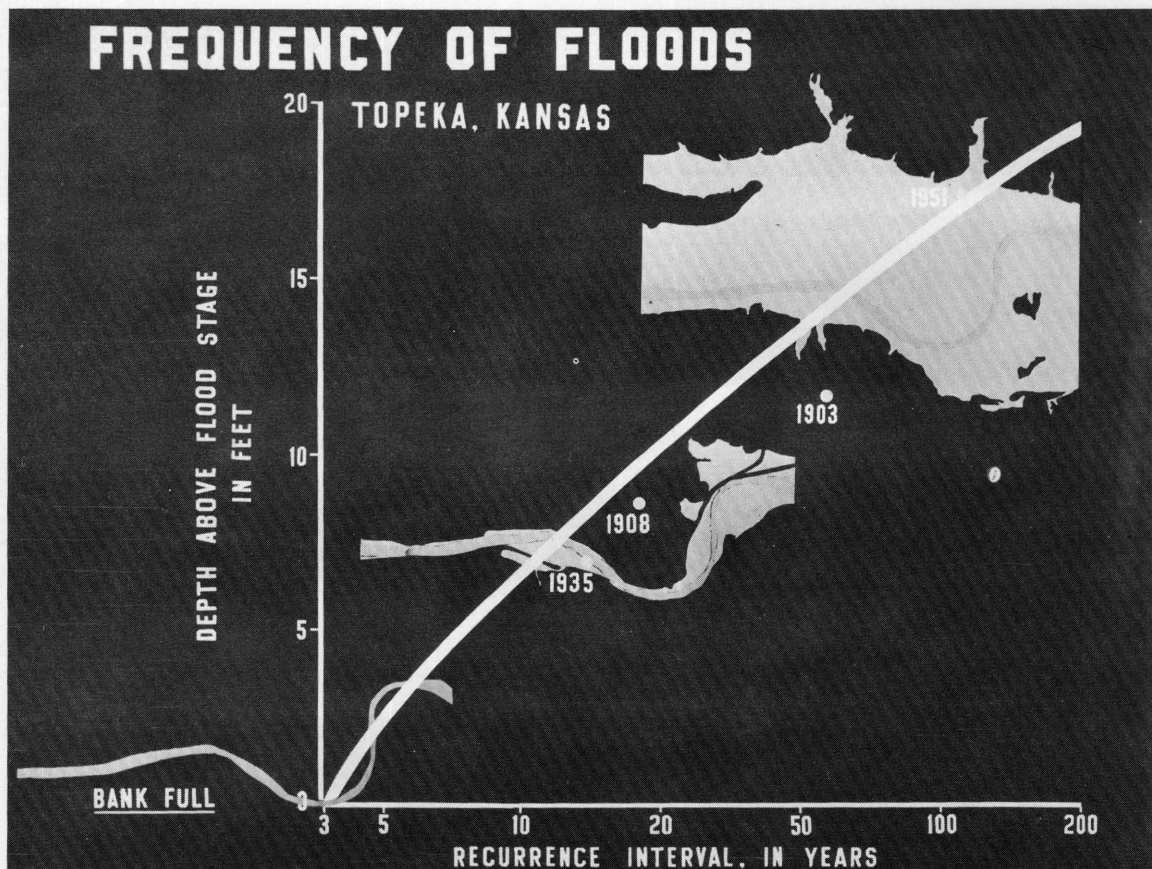 FREQUENCY OF FLOODS
TOPEKA, KANSAS
20
15
10
5
0
DEPTH ABOVE FLOOD STAGE
IN FEET
1951
1903
1908
1935
BANK FULL
3 5 10 20 50 100 200
RECURRENCE INTERVAL, IN YEARS